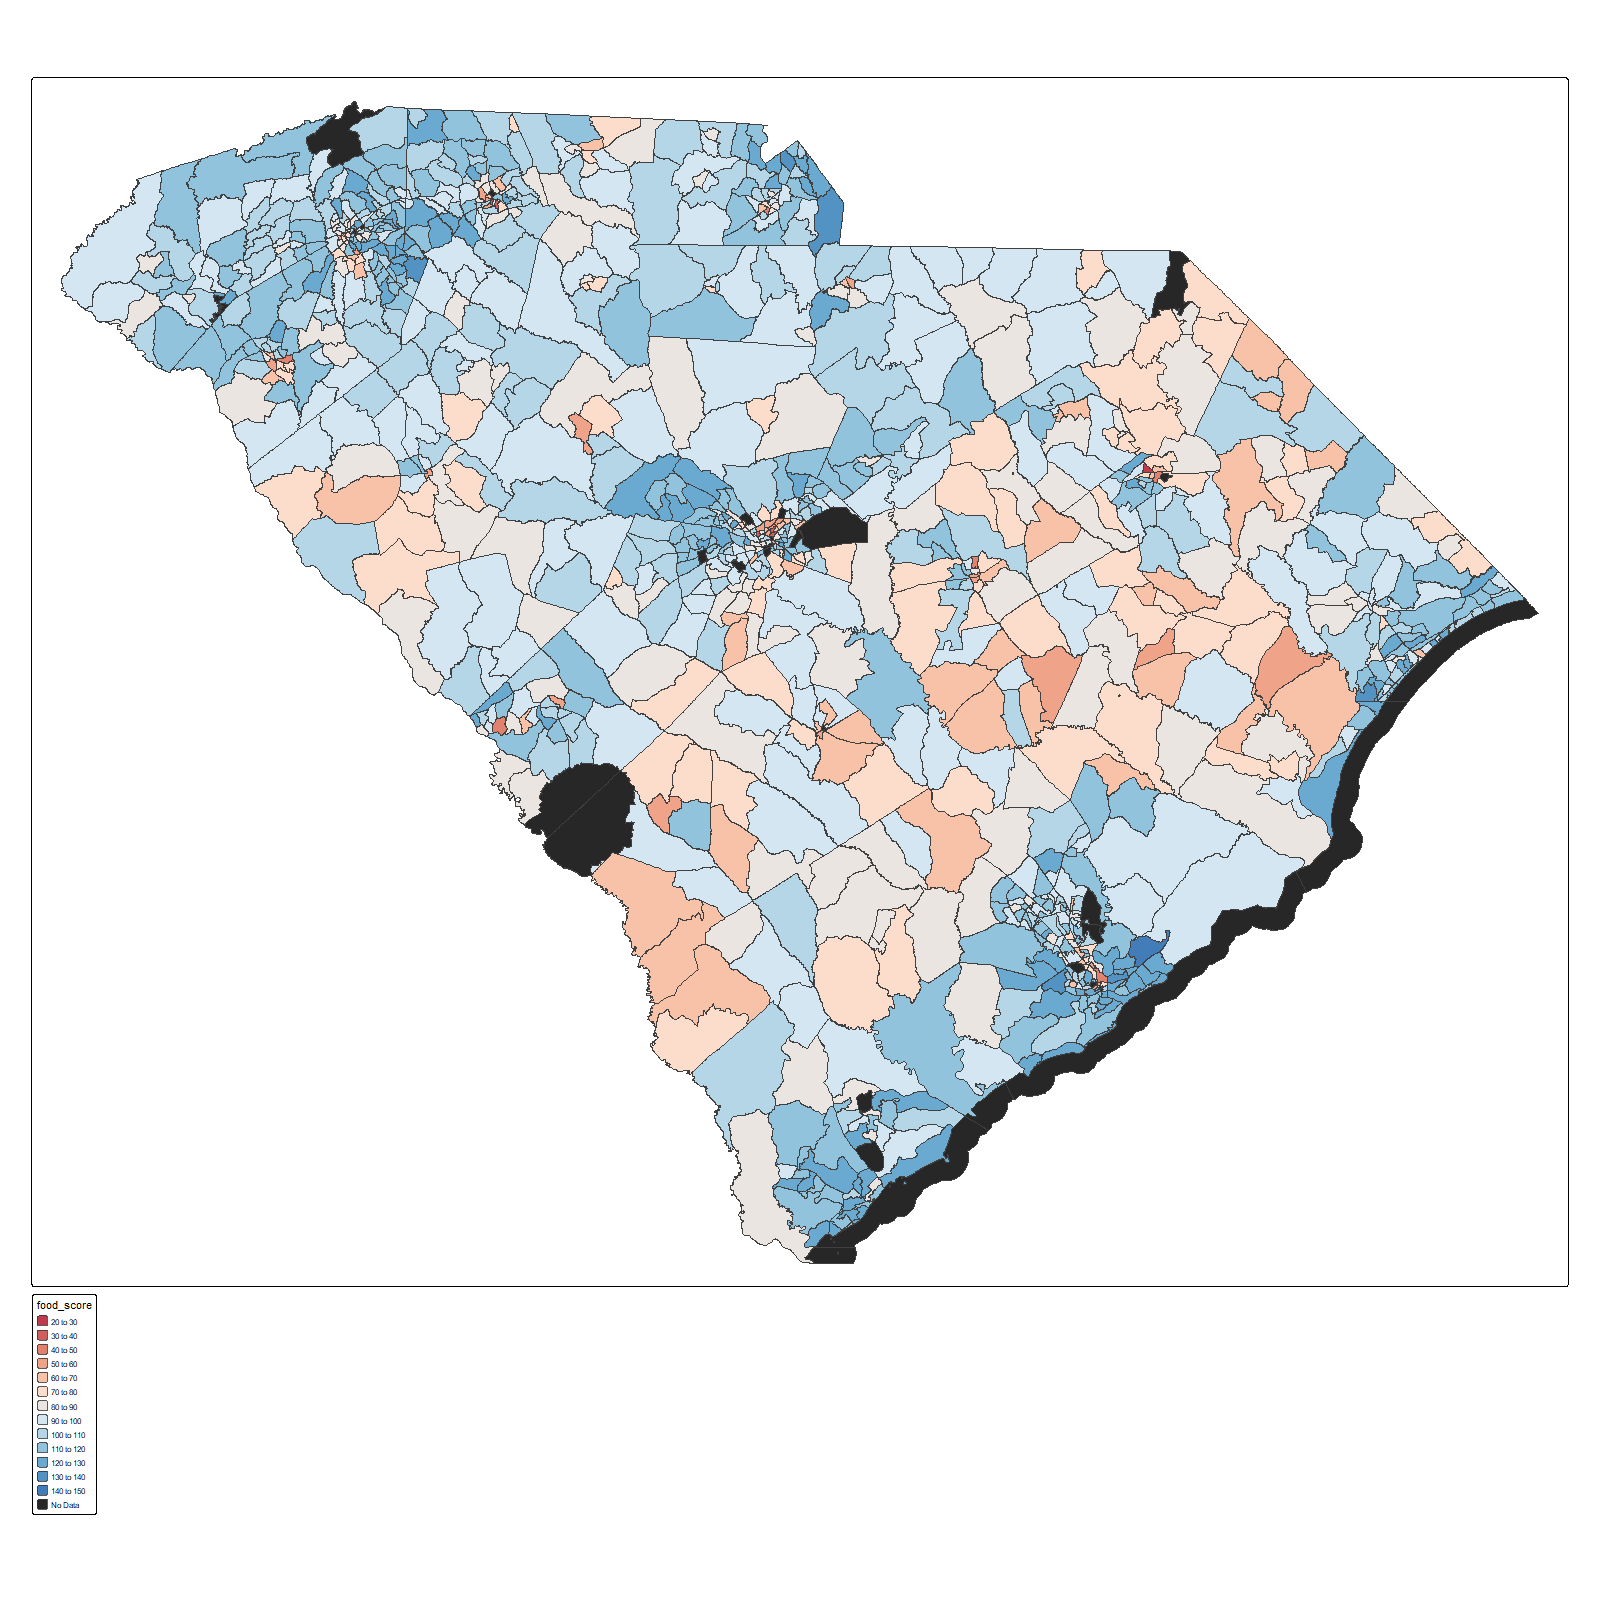 food_score
20 to 30
30 to 40
40 to 50
50 to 60
60 to 70
70 to 80
80 to 90
90 to 100
100 to 110
110 to 120
120 to 130
130 to 140
140 to 150
No Data